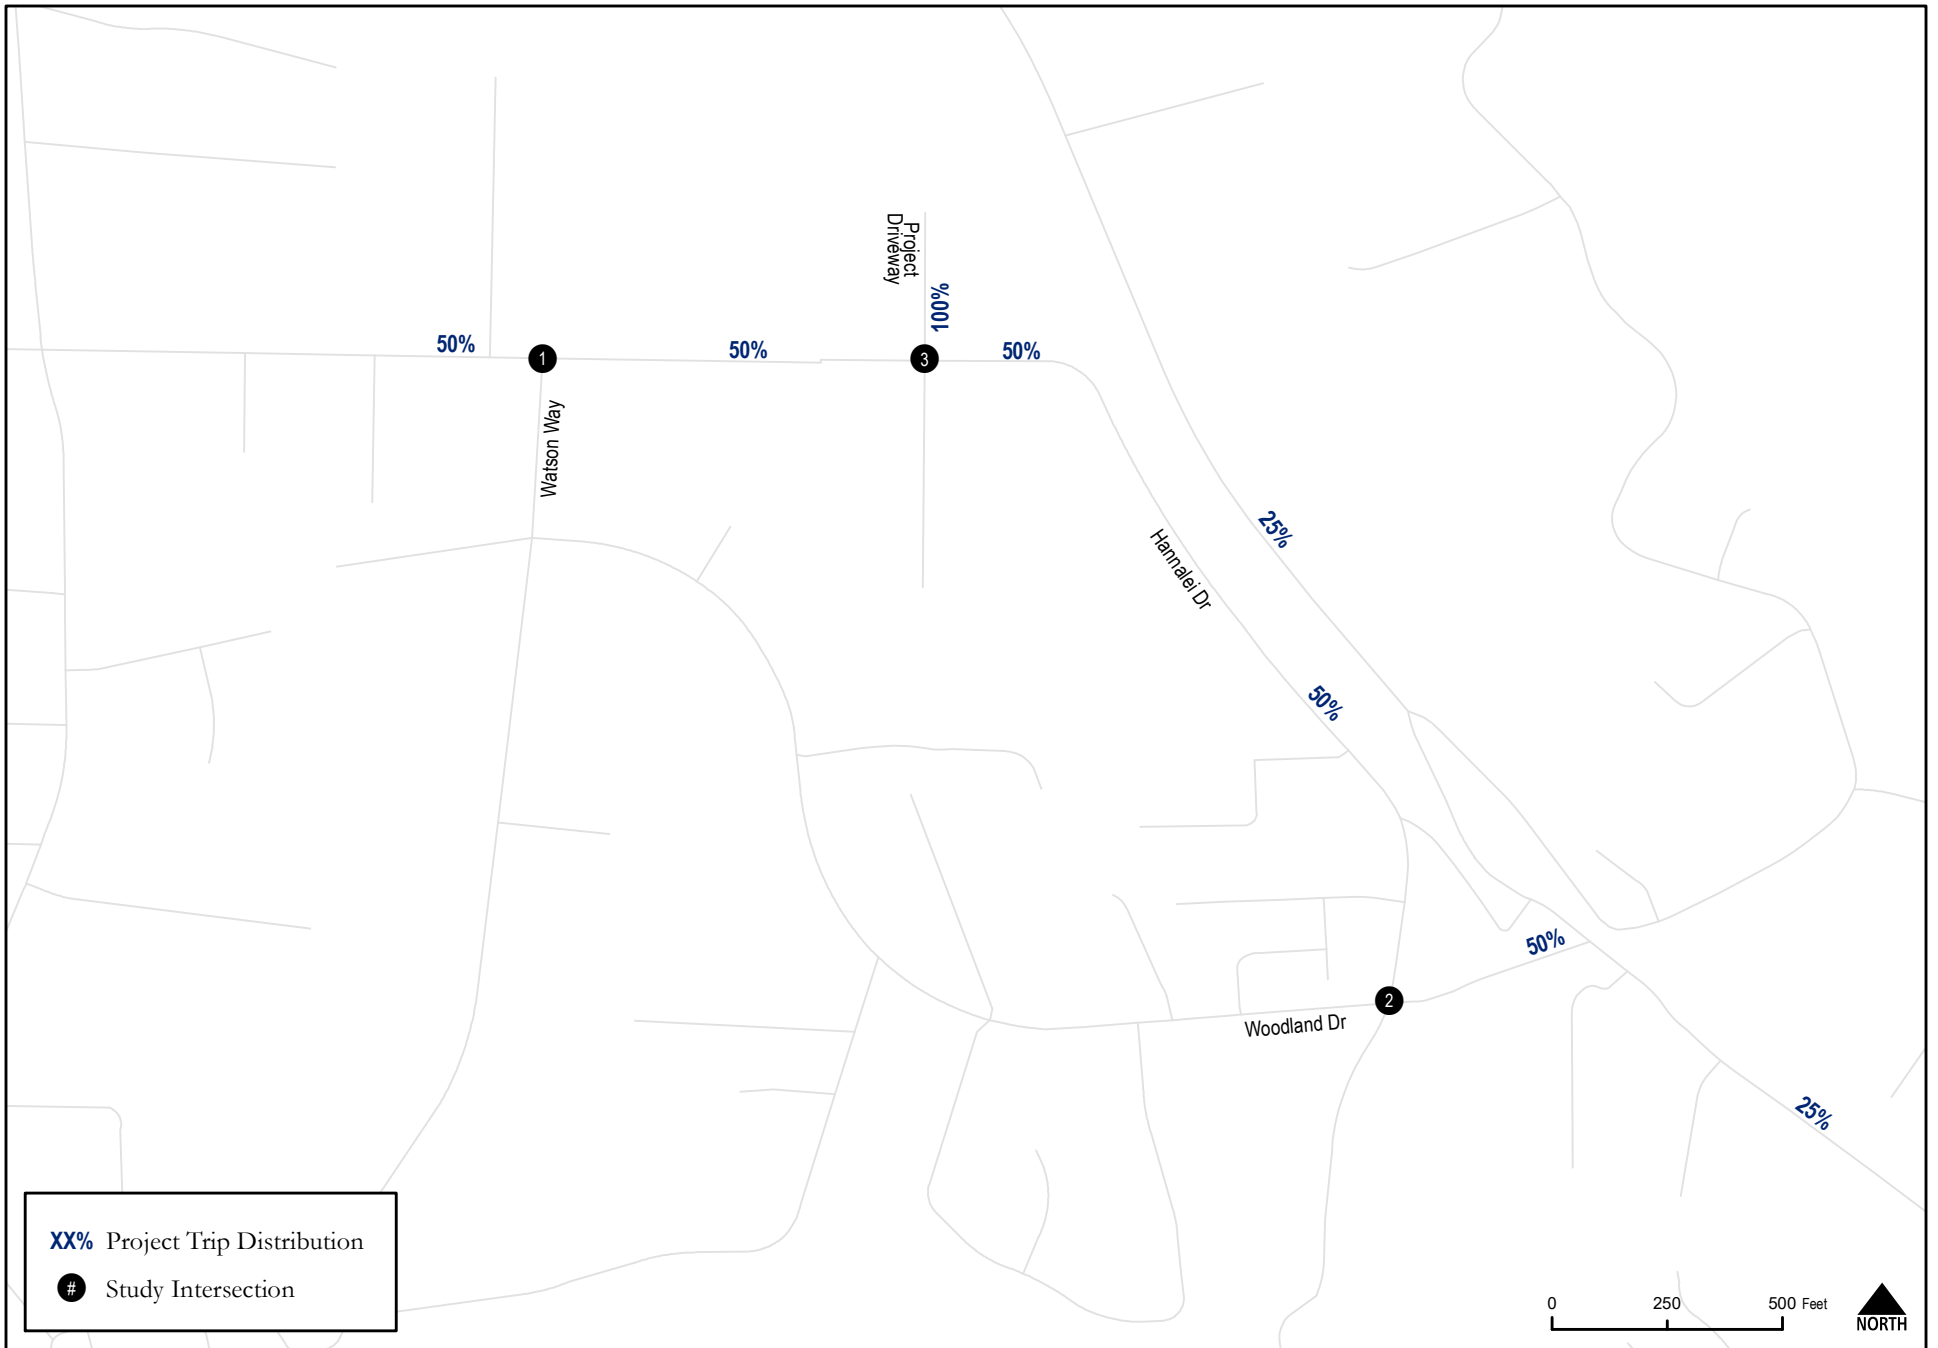 Project
Driveway
100%
50%
1
50%
3
50%
Watson Way
25%
Hannalei Dr
50%
50%
2
Woodland Dr
25%
XX% Project Trip Distribution
# Study Intersection
0 250 500 Feet
NORTH